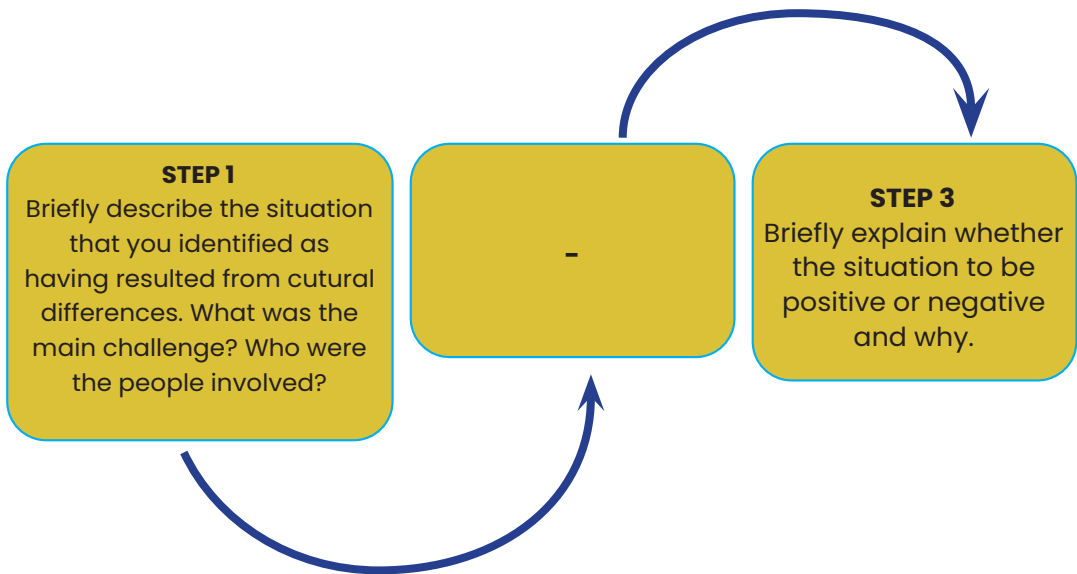 STEP 1
Briefly describe the situation
that you identified as
having resulted from cutural
differences. What was the
main challenge? Who were
the people involved?
-
STEP 3
Briefly explain whether
the situation to be
positive or negative
and why.